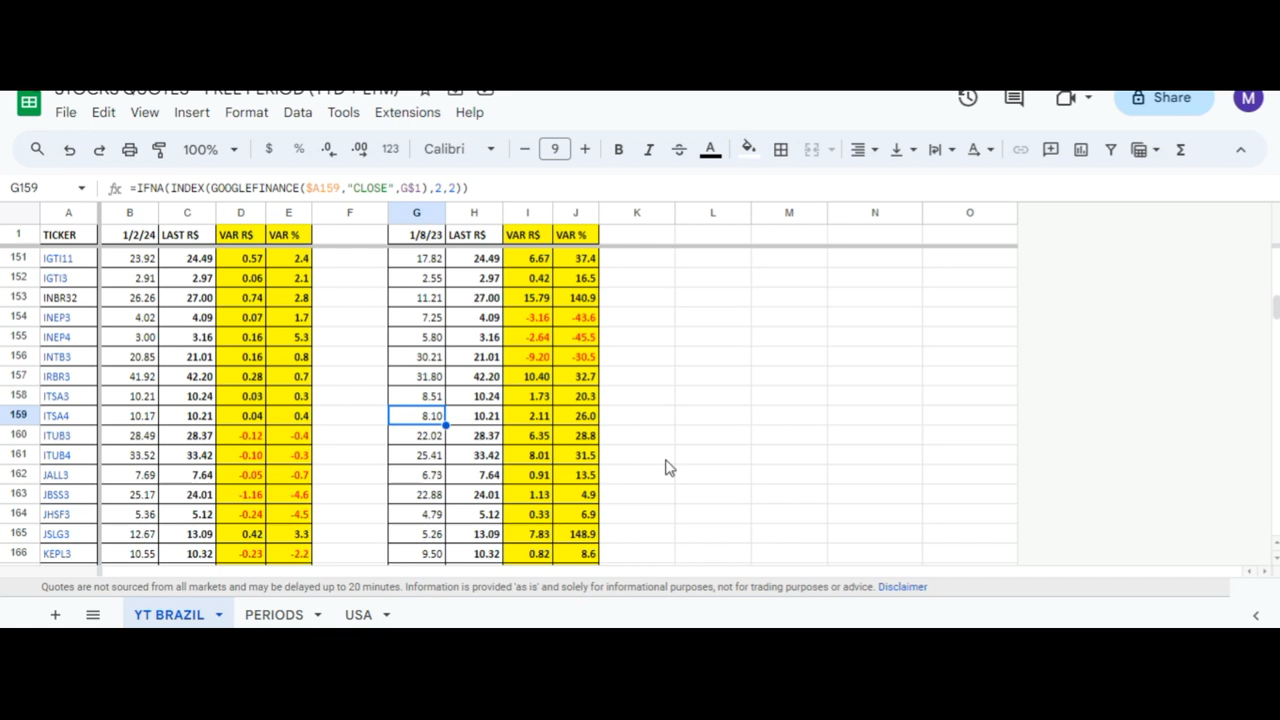 STOCKS QUOTES - FREE PERIOD (YTD + LTM)
File Edit View Insert Format Data Tools Extensions Help
Share M
100% $ % .0 .00 123 Calibri - 9 + B I A Σ
G159 fx =IFNA(INDEX(GOOGLEFINANCE($A159,"CLOSE",G$1),2,2))
A B C D E F G H I J K L M N O
1 TICKER 1/2/24 LAST R$ VAR R$ VAR % 1/8/23 LAST R$ VAR R$ VAR %
151 IGTI11 23.92 24.49 0.57 2.4 17.82 24.49 6.67 37.4
152 IGTI3 2.91 2.97 0.06 2.1 2.55 2.97 0.42 16.5
153 INBR32 26.26 27.00 0.74 2.8 11.21 27.00 15.79 140.9
154 INEP3 4.02 4.09 0.07 1.7 7.25 4.09 -3.16 -43.6
155 INEP4 3.00 3.16 0.16 5.3 5.80 3.16 -2.64 -45.5
156 INTB3 20.85 21.01 0.16 0.8 30.21 21.01 -9.20 -30.5
157 IRBR3 41.92 42.20 0.28 0.7 31.80 42.20 10.40 32.7
158 ITSA3 10.21 10.24 0.03 0.3 8.51 10.24 1.73 20.3
159 ITSA4 10.17 10.21 0.04 0.4 8.10 10.21 2.11 26.0
160 ITUB3 28.49 28.37 -0.12 -0.4 22.02 28.37 6.35 28.8
161 ITUB4 33.52 33.42 -0.10 -0.3 25.41 33.42 8.01 31.5
162 JALL3 7.69 7.64 -0.05 -0.7 6.73 7.64 0.91 13.5
163 JBSS3 25.17 24.01 -1.16 -4.6 22.88 24.01 1.13 4.9
164 JHSF3 5.36 5.12 -0.24 -4.5 4.79 5.12 0.33 6.9
165 JSLG3 12.67 13.09 0.42 3.3 5.26 13.09 7.83 148.9
166 KEPL3 10.55 10.32 -0.23 -2.2 9.50 10.32 0.82 8.6
Quotes are not sourced from all markets and may be delayed up to 20 minutes. Information is provided 'as is' and solely for informational purposes, not for trading purposes or advice. Disclaimer
+ YT BRAZIL PERIODS USA